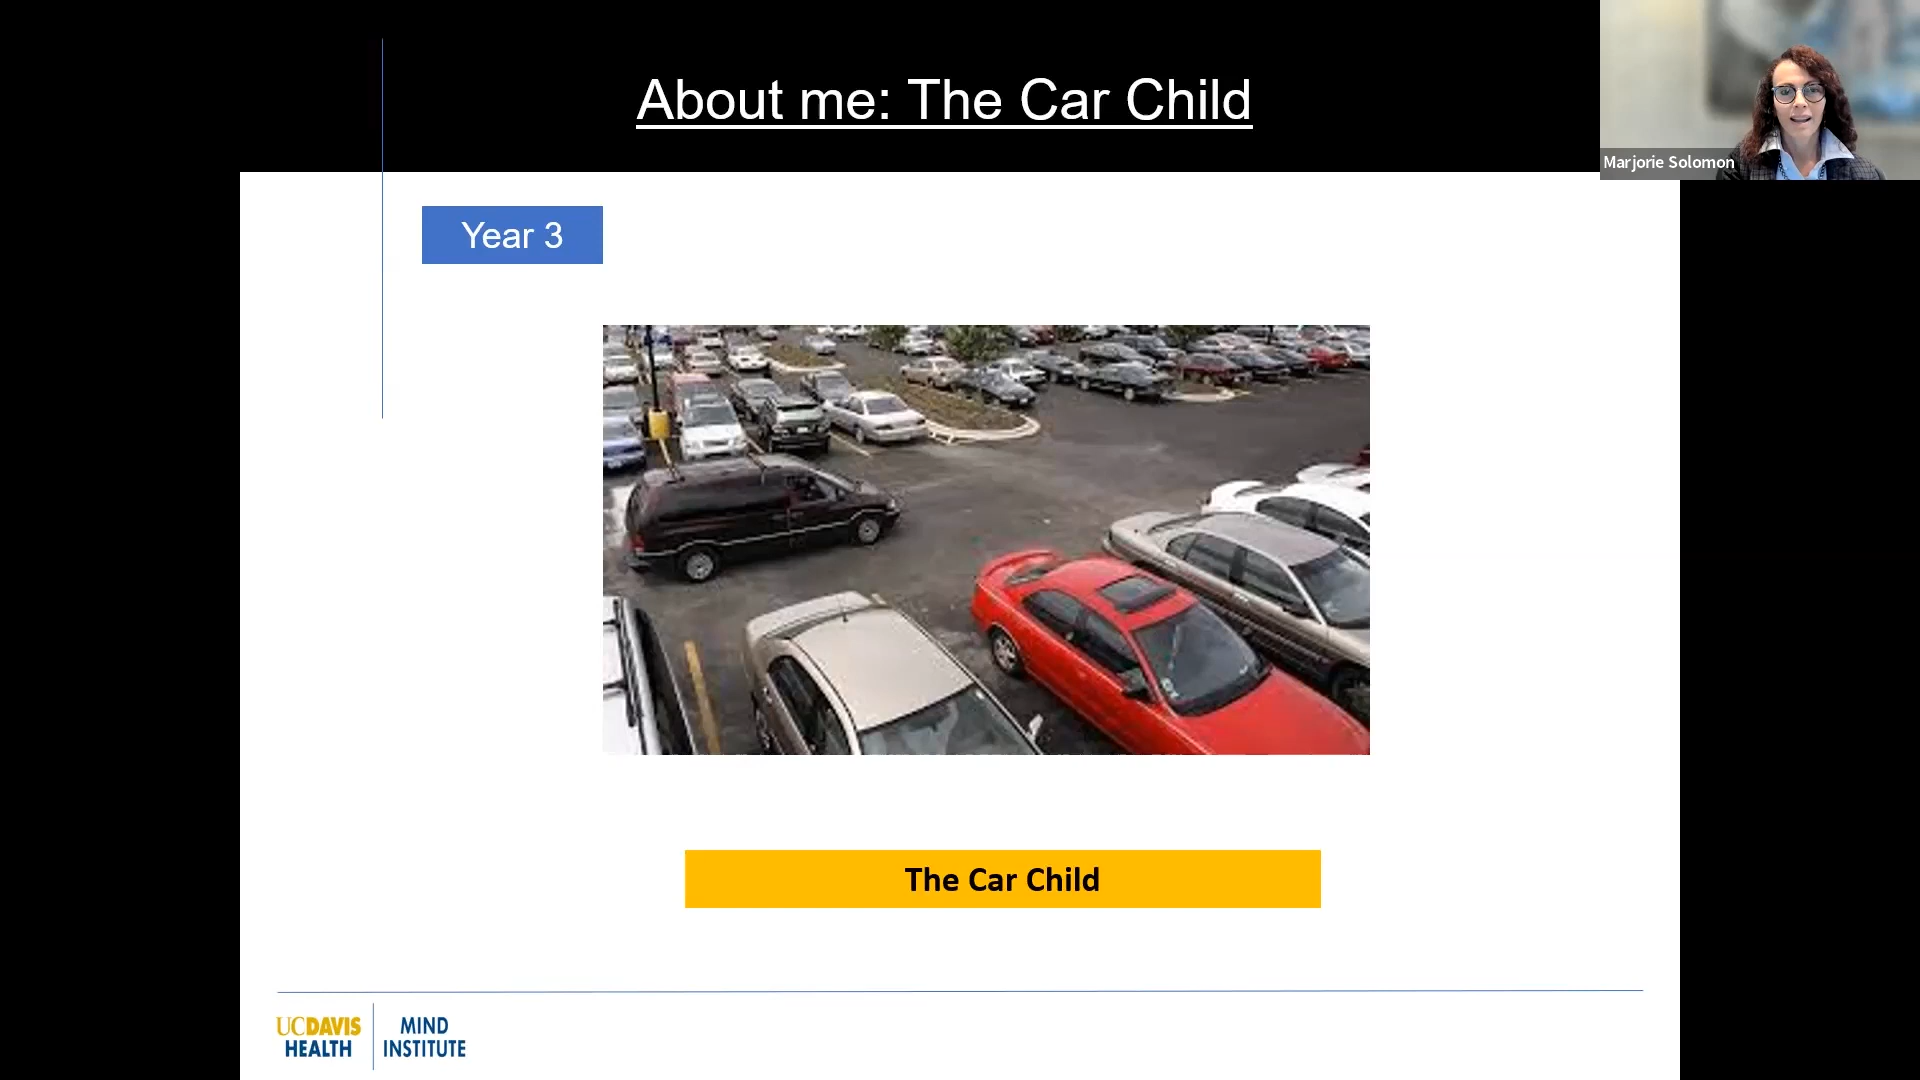 About me: The Car Child
Marjorie Solomon
Year 3
The Car Child
UCDAVIS
HEALTH
MIND
INSTITUTE